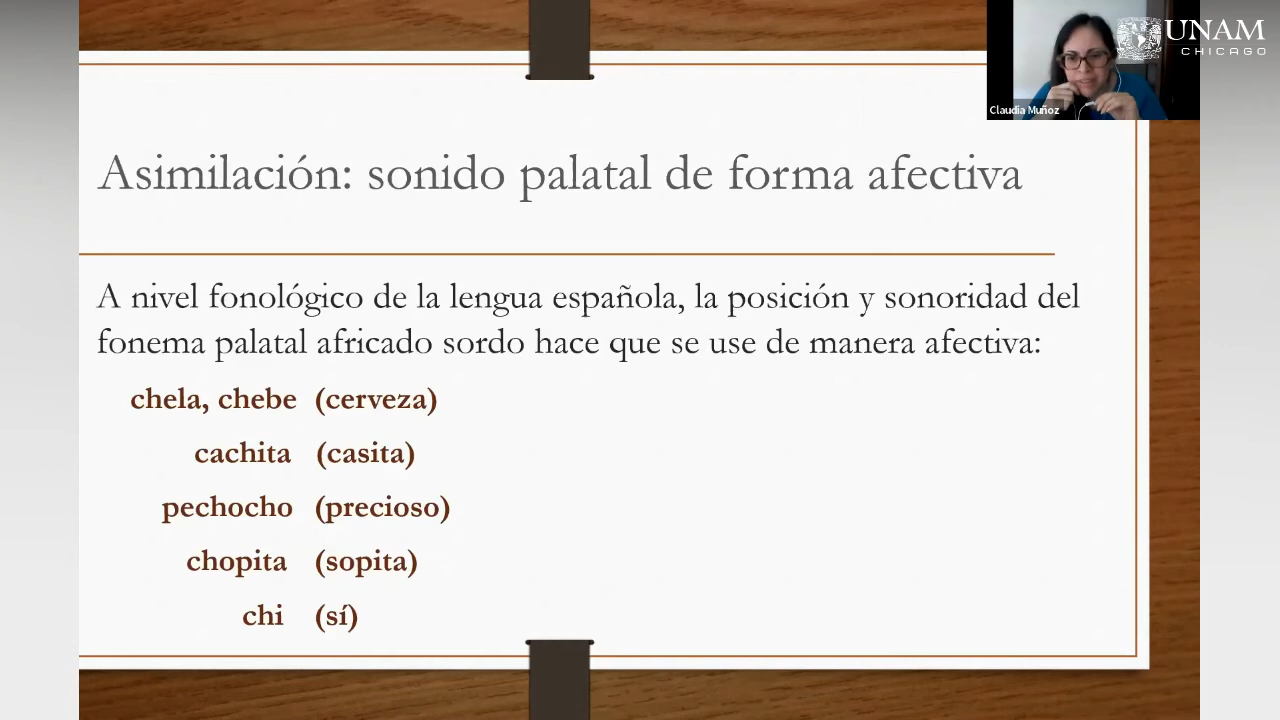 UNAM
CHICAGO
Claudia Muñoz
Asimilación: sonido palatal de forma afectiva
A nivel fonológico de la lengua española, la posición y sonoridad del
fonema palatal africado sordo hace que se use de manera afectiva:
chela, chebe (cerveza)
cachita (casita)
pechocho (precioso)
chopita (sopita)
chi (sí)